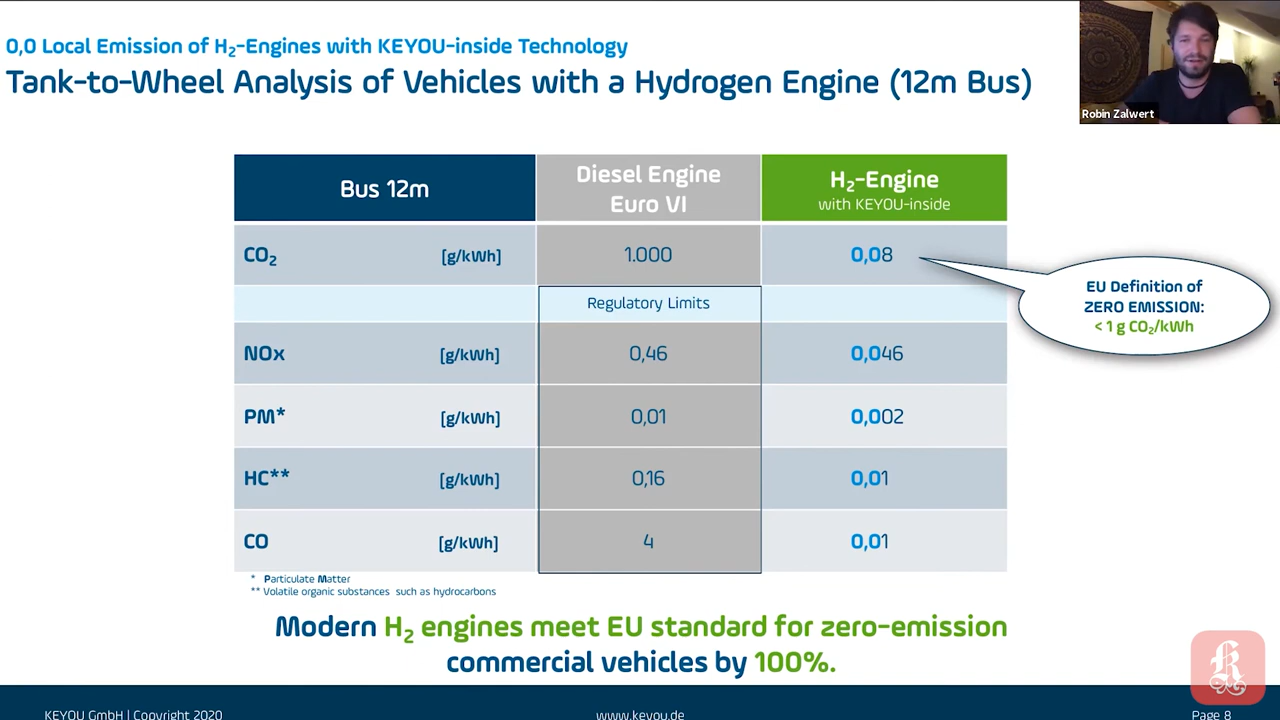 0,0 Local Emission of H₂-Engines with KEYOU-inside Technology
Tank-to-Wheel Analysis of Vehicles with a Hydrogen Engine (12m Bus)
Robin Zalwert
Bus 12m
Diesel Engine
Euro VI
H₂-Engine
with KEYOU-inside
CO₂ [g/kWh] 1.000 0,08
EU Definition of
ZERO EMISSION:
< 1 g CO₂/kWh
Regulatory Limits
NOx [g/kWh] 0,46 0,046
PM* [g/kWh] 0,01 0,002
HC** [g/kWh] 0,16 0,01
CO [g/kWh] 4 0,01
* Particulate Matter
** Volatile organic substances such as hydrocarbons
Modern H₂ engines meet EU standard for zero-emission
commercial vehicles by 100%.
KEYOU GmbH | Copyright 2020 www.keyou.de Page 8